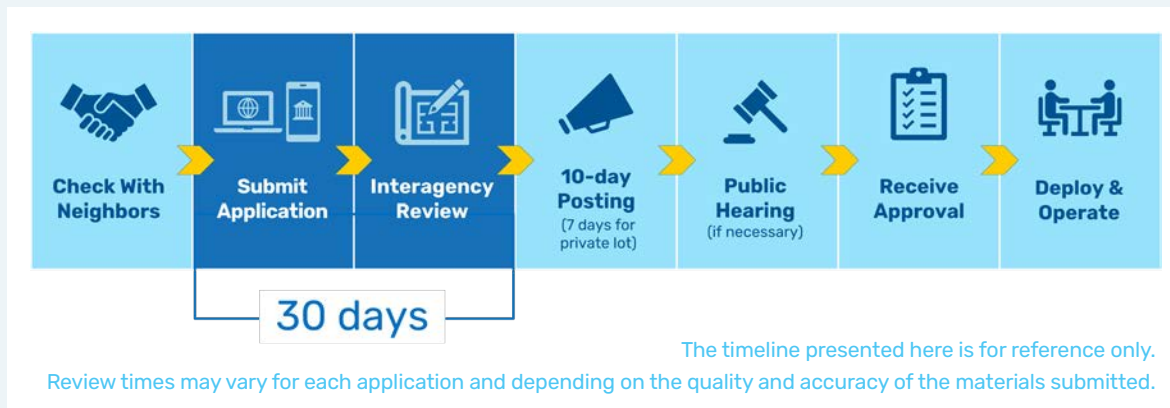 Check With
Neighbors
Submit
Application
Interagency
Review
10-day
Posting
(7 days for
private lot)
Public
Hearing
(if necessary)
Receive
Approval
Deploy &
Operate
30 days
The timeline presented here is for reference only.
Review times may vary for each application and depending on the quality and accuracy of the materials submitted.